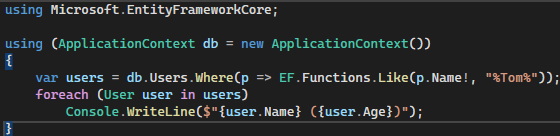 using Microsoft.EntityFrameworkCore;
using (ApplicationContext db = new ApplicationContext())
{
var users = db.Users.Where(p => EF.Functions.Like(p.Name!, "%Tom%"));
foreach (User user in users)
Console.WriteLine($"{user.Name} ({user.Age})");
}